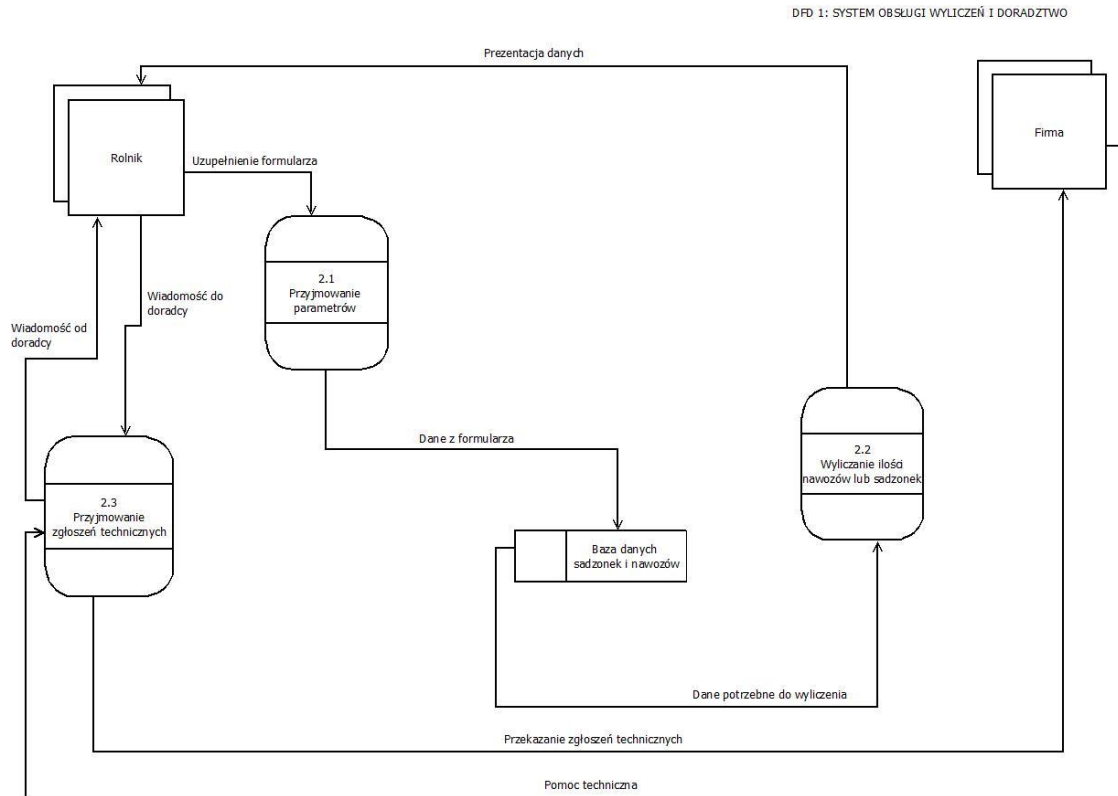 DFD 1: SYSTEM OBSŁUGI WYLICZEŃ I DORADZTWO
Prezentacja danych
Rolnik
Firma
Uzupełnienie formularza
2.1
Przyjmowanie
parametrów
Wiadomość do
doradcy
Wiadomość od
doradcy
Dane z formularza
2.2
Wyliczanie ilości
nawozów lub sadzonek
2.3
Przyjmowanie
zgłoszeń technicznych
Baza danych
sadzonek i nawozów
Dane potrzebne do wyliczenia
Przekazanie zgłoszeń technicznych
Pomoc techniczna